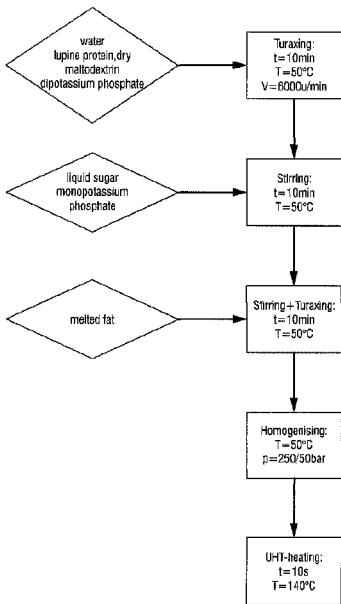 water
lupine protein,dry
maltodextrin
dipotassium phosphate
Turaxing:
t=10min
T=50°C
V=6000u/min
liquid sugar
monopotassium
phosphate
Stirring:
t=10min
T=50°C
melted fat
Stirring+Turaxing:
t=10min
T=50°C
Homogenising:
T=50°C
p=250/50bar
UHT-heating:
t=10s
T=140°C